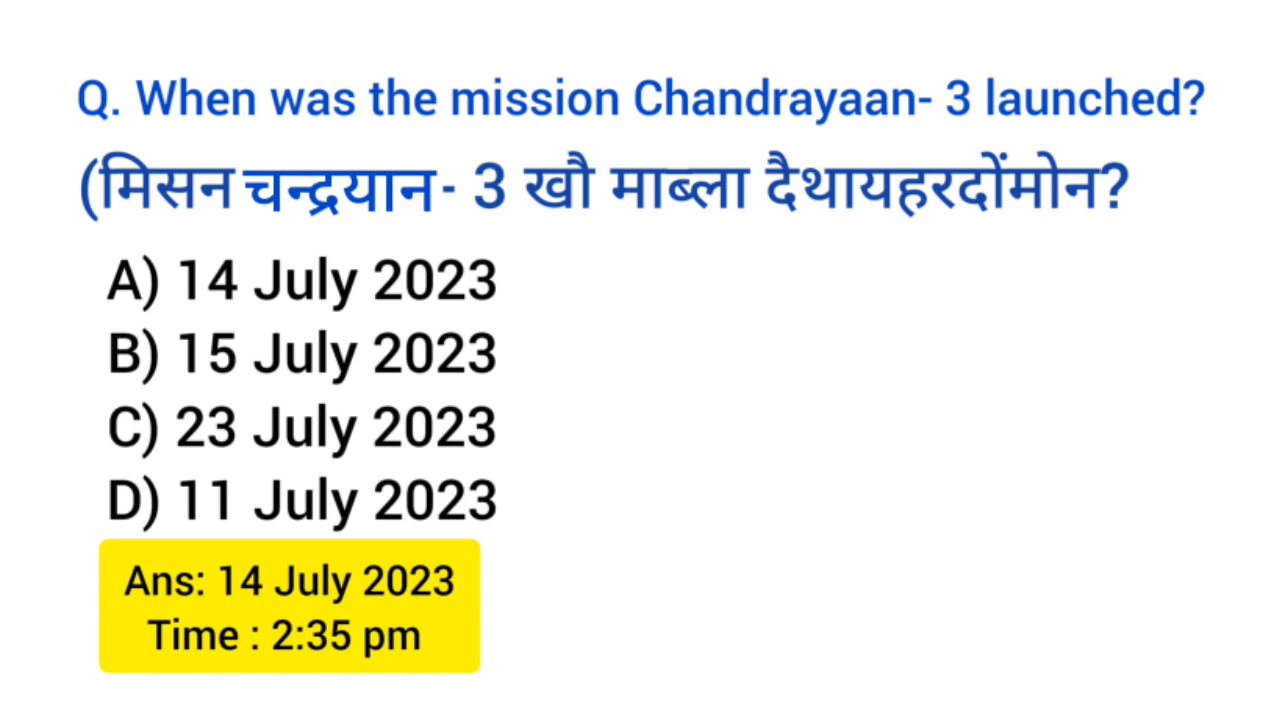 Q. When was the mission Chandrayaan- 3 launched?
(मिसन चन्द्रयान- 3 खौ माब्ला दैथायहरदोंमोन?
A) 14 July 2023
B) 15 July 2023
C) 23 July 2023
D) 11 July 2023
Ans: 14 July 2023
Time : 2:35 pm